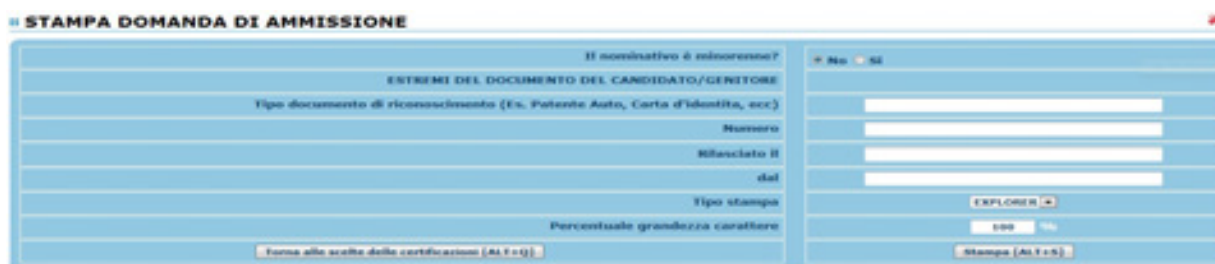 STAMPA DOMANDA DI AMMISSIONE
Il nominativo è minorenne? No Si
ESTREMI DEL DOCUMENTO DEL CANDIDATO/GENITORE
Tipo documento di riconoscimento (Es. Patente Auto, Carta d'identita, ecc)
Numero
Rilasciato il
dal
Tipo stampa EXPLORER
Percentuale grandezza carattere 100 %
Torna alle scelte delle certificazioni [ALT+Q] Stampa [ALT+S]